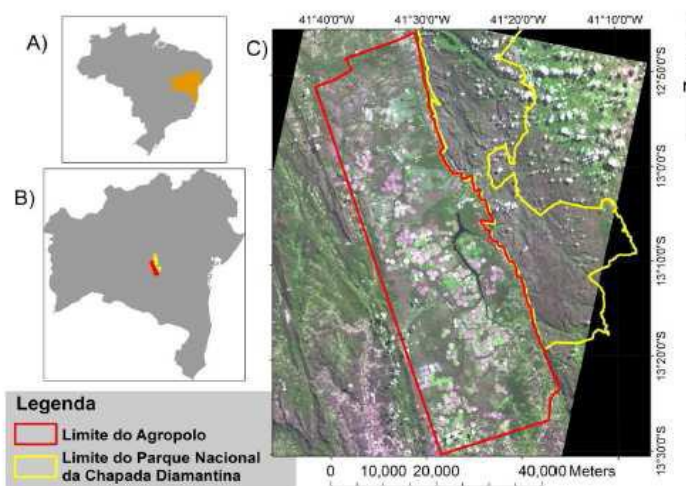 A)
B)
C)
41°40'0"W 41°30'0"W 41°20'0"W 41°10'0"W
12°50'0"S
13°0'0"S
13°10'0"S
13°20'0"S
13°30'0"S
Legenda
Limite do Agropolo
Limite do Parque Nacional
da Chapada Diamantina
0 10,000 20,000 40,000 Meters